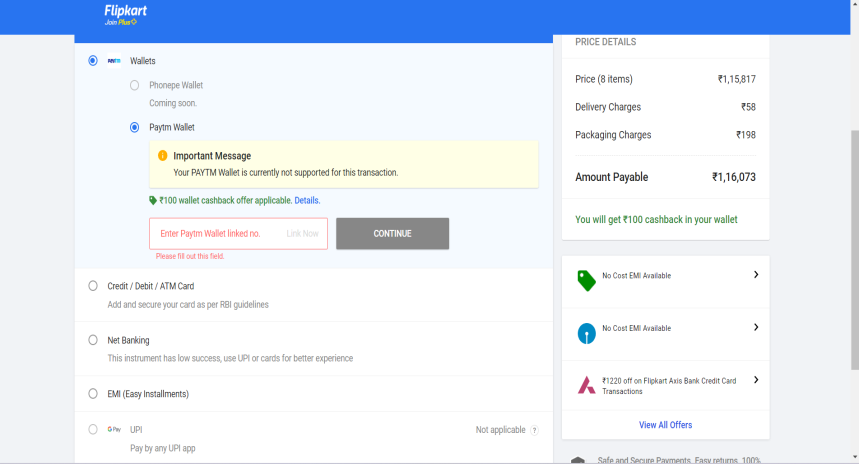 Flipkart
Join Plus
Paytm Wallets
Phonepe Wallet
Coming soon.
Paytm Wallet
Important Message
Your PAYTM Wallet is currently not supported for this transaction.
₹100 wallet cashback offer applicable. Details.
Enter Paytm Wallet linked no. Link Now CONTINUE
Please fill out this field.
Credit / Debit / ATM Card
Add and secure your card as per RBI guidelines
Net Banking
This instrument has low success, use UPI or cards for better experience
EMI (Easy Installments)
G Pay UPI Not applicable ?
Pay by any UPI app
PRICE DETAILS
Price (8 items) ₹1,15,817
Delivery Charges ₹58
Packaging Charges ₹198
Amount Payable ₹1,16,073
You will get ₹100 cashback in your wallet
No Cost EMI Available
No Cost EMI Available
₹1220 off on Flipkart Axis Bank Credit Card
Transactions
View All Offers
Safe and Secure Payments. Easy returns. 100%